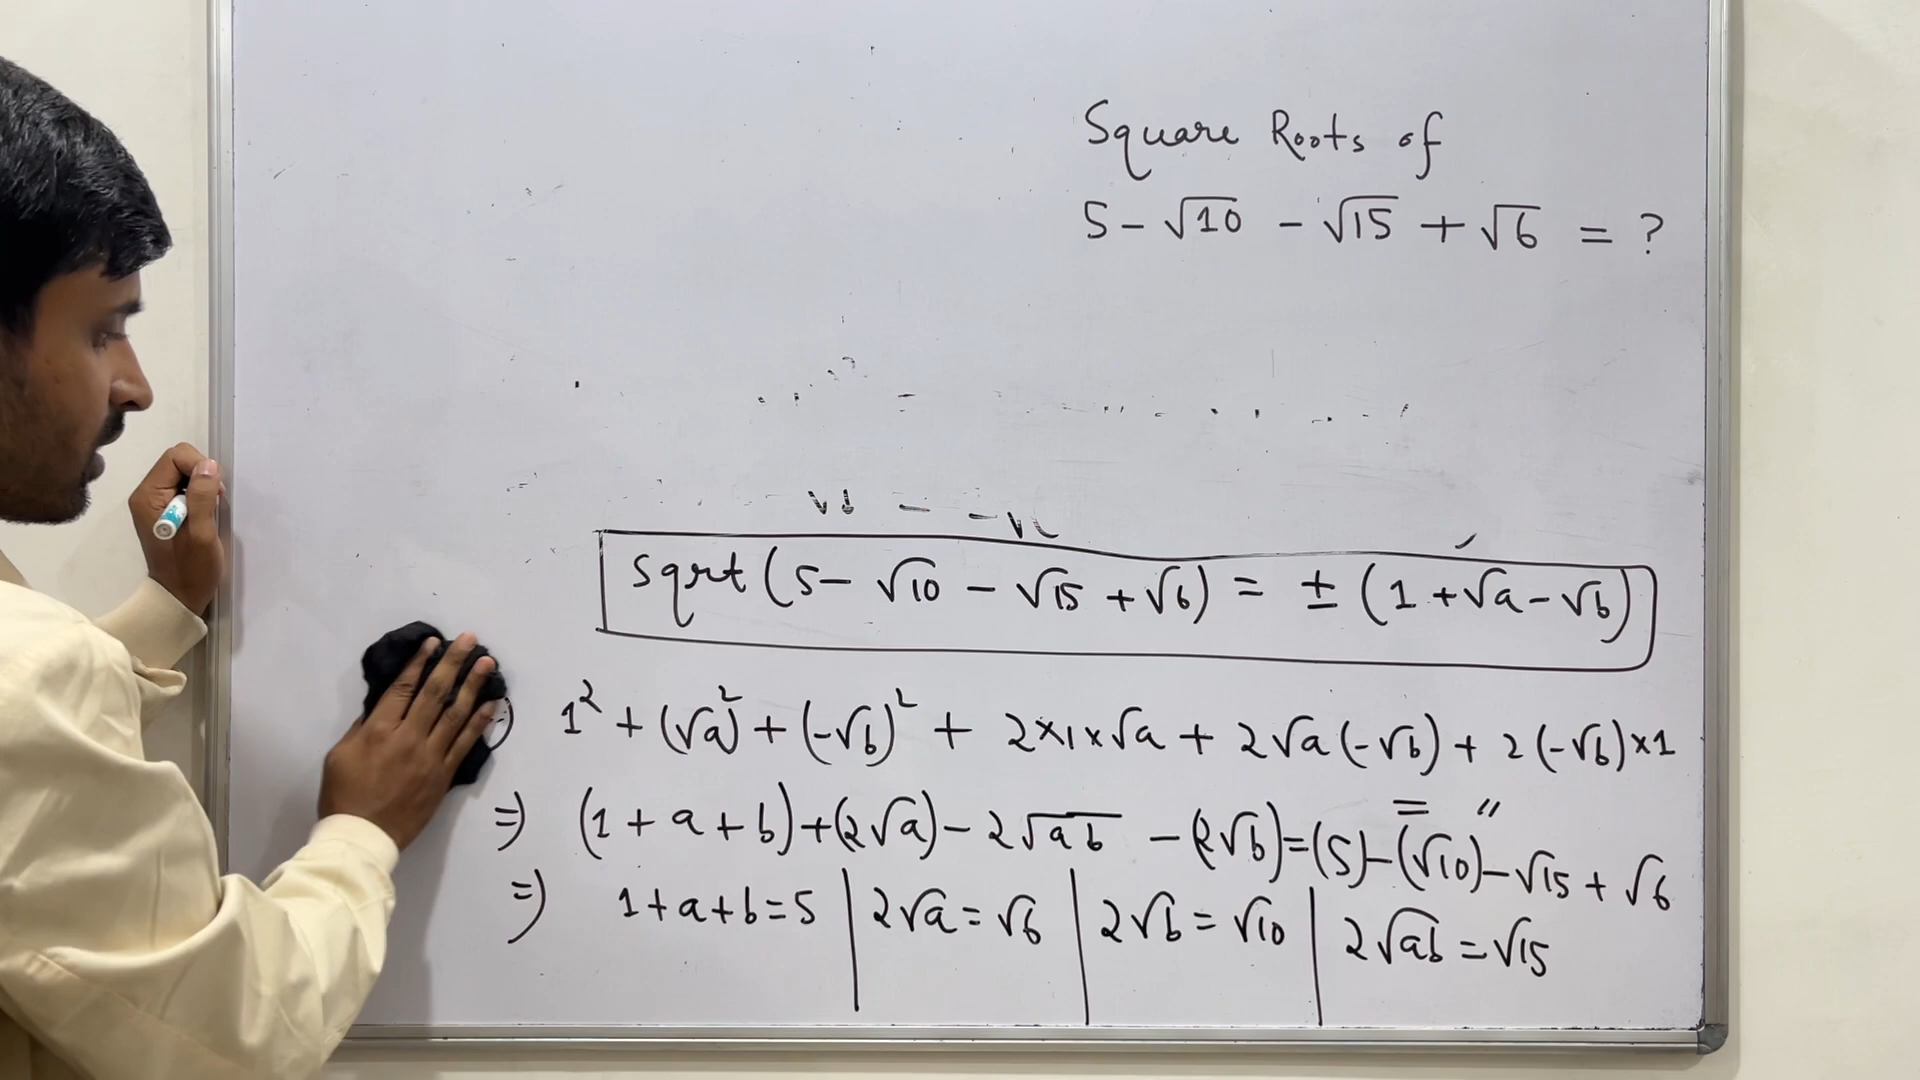 Square Roots of
5 - √10 - √15 + √6 = ?
sqrt (5 - √10 - √15 + √6) = ± (1 + √a - √b)
1² + (√a)² + (-√b)² + 2×1×√a + 2√a (-√b) + 2 (-√b)×1
= "
⇒ (1 + a + b) + (2√a) - 2√ab - (2√b) = (5) - (√10) - √15 + √6
⇒ 1 + a + b = 5 | 2√a = √6 | 2√b = √10 | 2√ab = √15